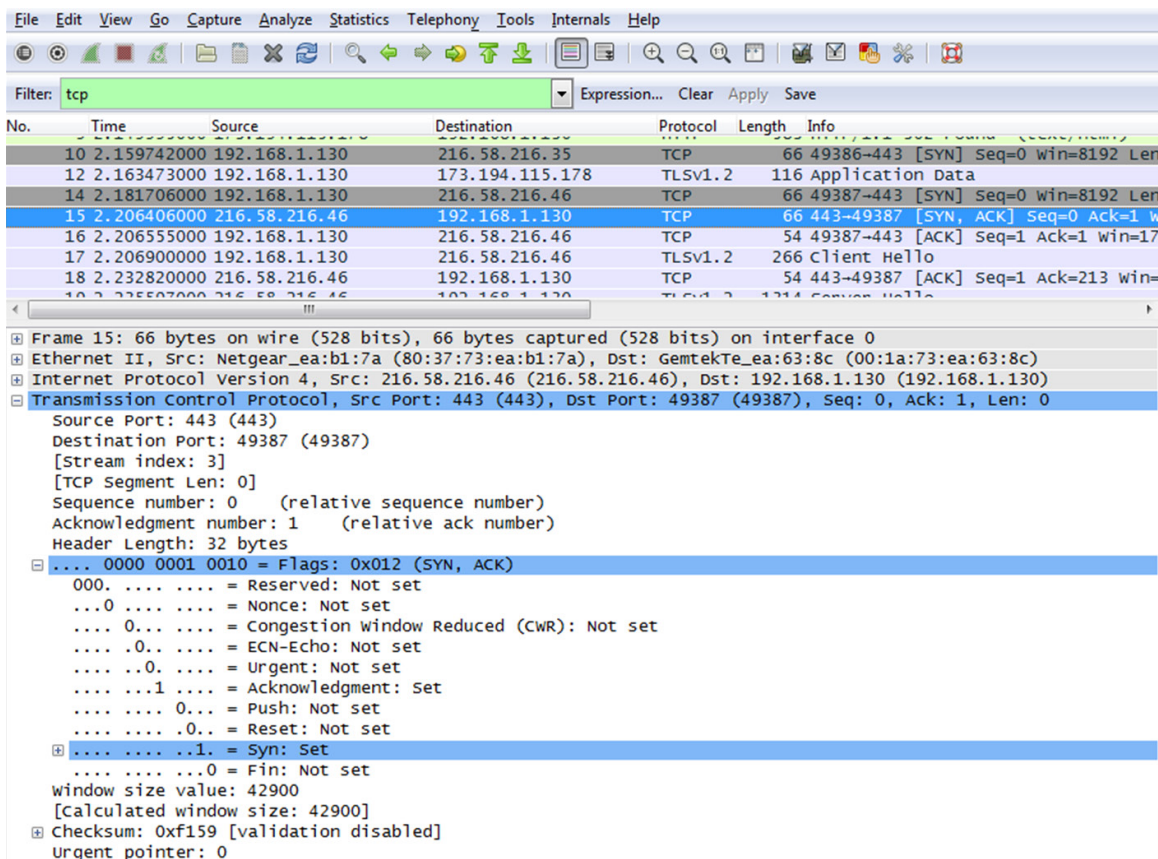 File Edit View Go Capture Analyze Statistics Telephony Tools Internals Help
Filter: tcp Expression... Clear Apply Save
No. Time Source Destination Protocol Length Info
10 2.159742000 192.168.1.130 216.58.216.35 TCP 66 49386→443 [SYN] Seq=0 Win=8192 Len
12 2.163473000 192.168.1.130 173.194.115.178 TLSv1.2 116 Application Data
14 2.181706000 192.168.1.130 216.58.216.46 TCP 66 49387→443 [SYN] Seq=0 Win=8192 Len
15 2.206406000 216.58.216.46 192.168.1.130 TCP 66 443→49387 [SYN, ACK] Seq=0 Ack=1 W
16 2.206555000 192.168.1.130 216.58.216.46 TCP 54 49387→443 [ACK] Seq=1 Ack=1 Win=17
17 2.206900000 192.168.1.130 216.58.216.46 TLSv1.2 266 Client Hello
18 2.232820000 216.58.216.46 192.168.1.130 TCP 54 443→49387 [ACK] Seq=1 Ack=213 Win=
Frame 15: 66 bytes on wire (528 bits), 66 bytes captured (528 bits) on interface 0
Ethernet II, Src: Netgear_ea:b1:7a (80:37:73:ea:b1:7a), Dst: GemtekTe_ea:63:8c (00:1a:73:ea:63:8c)
Internet Protocol Version 4, Src: 216.58.216.46 (216.58.216.46), Dst: 192.168.1.130 (192.168.1.130)
Transmission Control Protocol, Src Port: 443 (443), Dst Port: 49387 (49387), Seq: 0, Ack: 1, Len: 0
Source Port: 443 (443)
Destination Port: 49387 (49387)
[Stream index: 3]
[TCP Segment Len: 0]
Sequence number: 0 (relative sequence number)
Acknowledgment number: 1 (relative ack number)
Header Length: 32 bytes
.... 0000 0001 0010 = Flags: 0x012 (SYN, ACK)
000. .... .... = Reserved: Not set
...0 .... .... = Nonce: Not set
.... 0... .... = Congestion Window Reduced (CWR): Not set
.... .0.. .... = ECN-Echo: Not set
.... ..0. .... = Urgent: Not set
.... ...1 .... = Acknowledgment: Set
.... .... 0... = Push: Not set
.... .... .0.. = Reset: Not set
.... .... ..1. = Syn: Set
.... .... ...0 = Fin: Not set
Window size value: 42900
[Calculated window size: 42900]
Checksum: 0xf159 [validation disabled]
Urgent pointer: 0